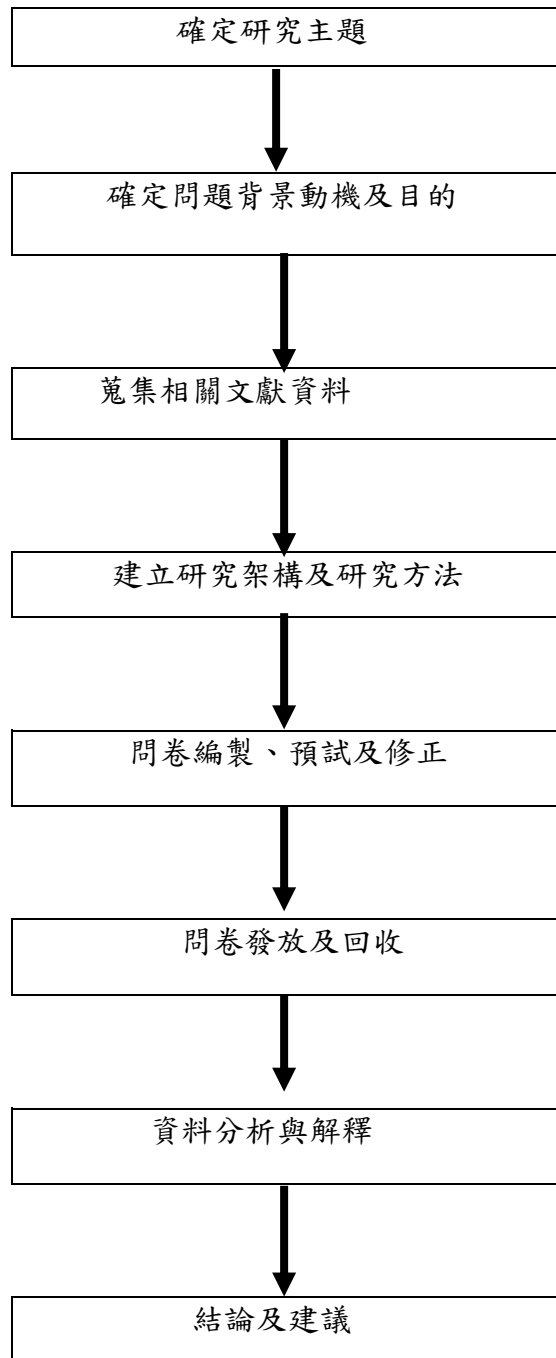 確定研究主題
確定問題背景動機及目的
蒐集相關文獻資料
建立研究架構及研究方法
問卷編製、預試及修正
問卷發放及回收
資料分析與解釋
結論及建議